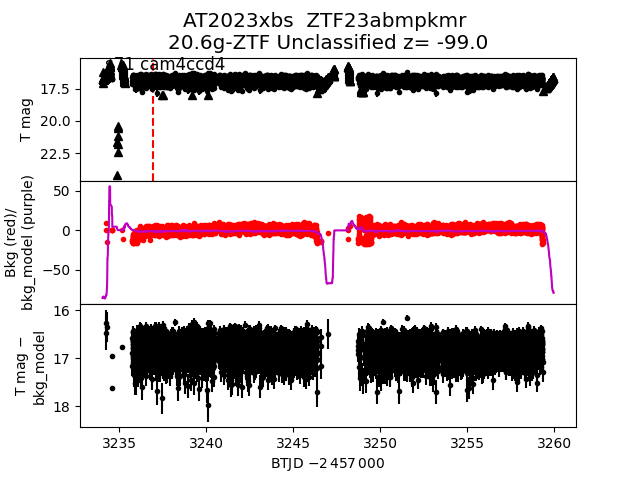 AT2023xbs  ZTF23abmpkmr
20.6g-ZTF Unclassified z= -99.0
cam4ccd4
T mag
17.5
20.0
22.5
Bkg (red)/
bkg_model (purple)
50
0
−50
T mag −
bkg_model
16
17
18
3235
3240
3245
3250
3255
3260
BTJD −2 457 000